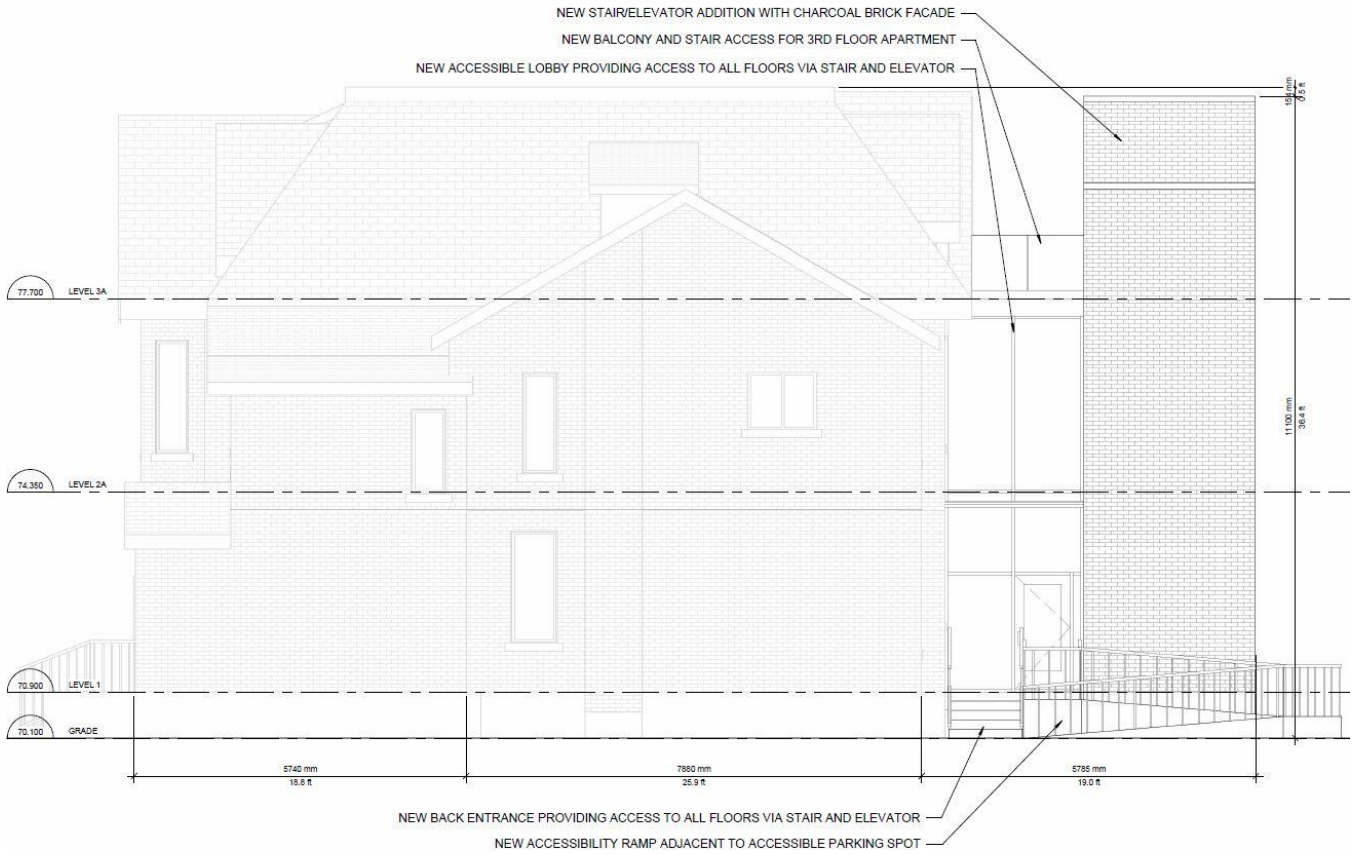 NEW STAIR/ELEVATOR ADDITION WITH CHARCOAL BRICK FACADE
NEW BALCONY AND STAIR ACCESS FOR 3RD FLOOR APARTMENT
NEW ACCESSIBLE LOBBY PROVIDING ACCESS TO ALL FLOORS VIA STAIR AND ELEVATOR
0.5 ft
77.700 LEVEL 3A
11100 mm
36.4 ft
74.350 LEVEL 2A
70.900 LEVEL 1
70.100 GRADE
5740 mm
18.8 ft
7880 mm
25.9 ft
5785 mm
19.0 ft
NEW BACK ENTRANCE PROVIDING ACCESS TO ALL FLOORS VIA STAIR AND ELEVATOR
NEW ACCESSIBILITY RAMP ADJACENT TO ACCESSIBLE PARKING SPOT